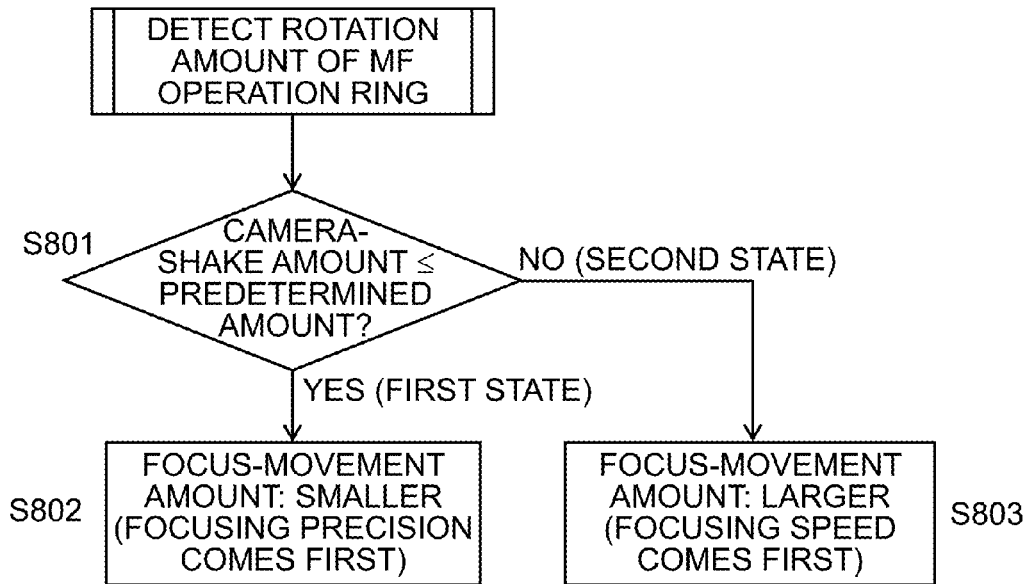 DETECT ROTATION
AMOUNT OF MF
OPERATION RING
S801
CAMERA-
SHAKE AMOUNT ≤
PREDETERMINED
AMOUNT?
NO (SECOND STATE)
YES (FIRST STATE)
S802
FOCUS-MOVEMENT
AMOUNT: SMALLER
(FOCUSING PRECISION
COMES FIRST)
FOCUS-MOVEMENT
AMOUNT: LARGER
(FOCUSING SPEED
COMES FIRST)
S803